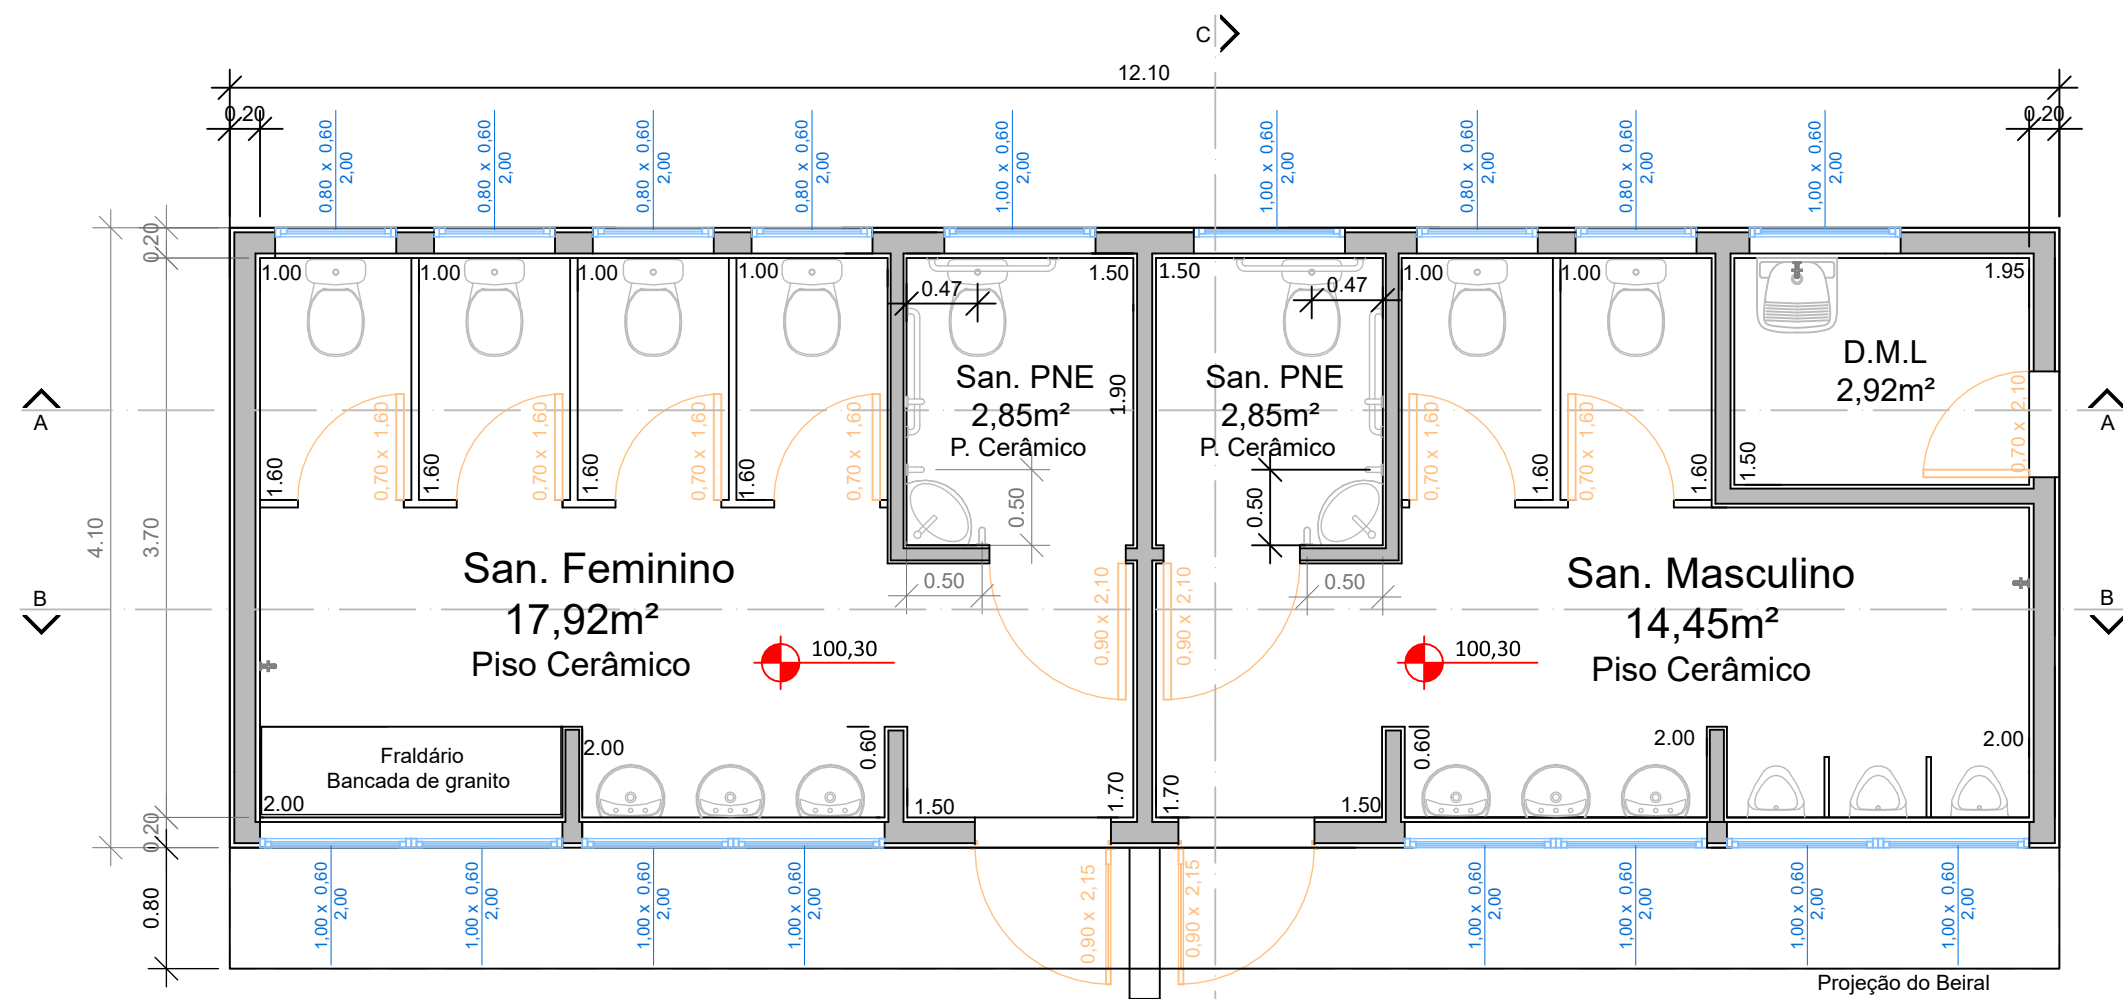 C
12.10
0.20
0.20
0,80 x 0,60
2,00
0,80 x 0,60
2,00
0,80 x 0,60
2,00
0,80 x 0,60
2,00
1,00 x 0,60
2,00
1,00 x 0,60
2,00
0,80 x 0,60
2,00
0,80 x 0,60
2,00
1,00 x 0,60
2,00
0.20
1.00
1.00
1.00
1.00
1.50
1.50
1.00
1.00
1.95
0.47
0.47
D.M.L
2,92m²
San. PNE
2,85m²
P. Cerâmico
1.90
San. PNE
2,85m²
P. Cerâmico
A
A
0,70 x 1,60
0,70 x 1,60
0,70 x 1,60
0,70 x 1,60
0,70 x 1,60
0,70 x 1,60
0,70 x 2,10
1.60
1.60
1.60
1.60
1.60
1.60
1.50
0.50
0.50
4.10
3.70
San. Feminino
17,92m²
Piso Cerâmico
0.50
0.50
San. Masculino
14,45m²
Piso Cerâmico
B
B
0,90 x 2,10
0,90 x 2,10
100,30
100,30
Fraldário
Bancada de granito
2.00
2.00
0.60
1.50
1.70
1.70
1.50
0.60
2.00
2.00
0.20
0.80
1,00 x 0,60
2,00
1,00 x 0,60
2,00
1,00 x 0,60
2,00
1,00 x 0,60
2,00
0,90 x 2,15
0,90 x 2,15
1,00 x 0,60
2,00
1,00 x 0,60
2,00
1,00 x 0,60
2,00
1,00 x 0,60
2,00
Projeção do Beiral